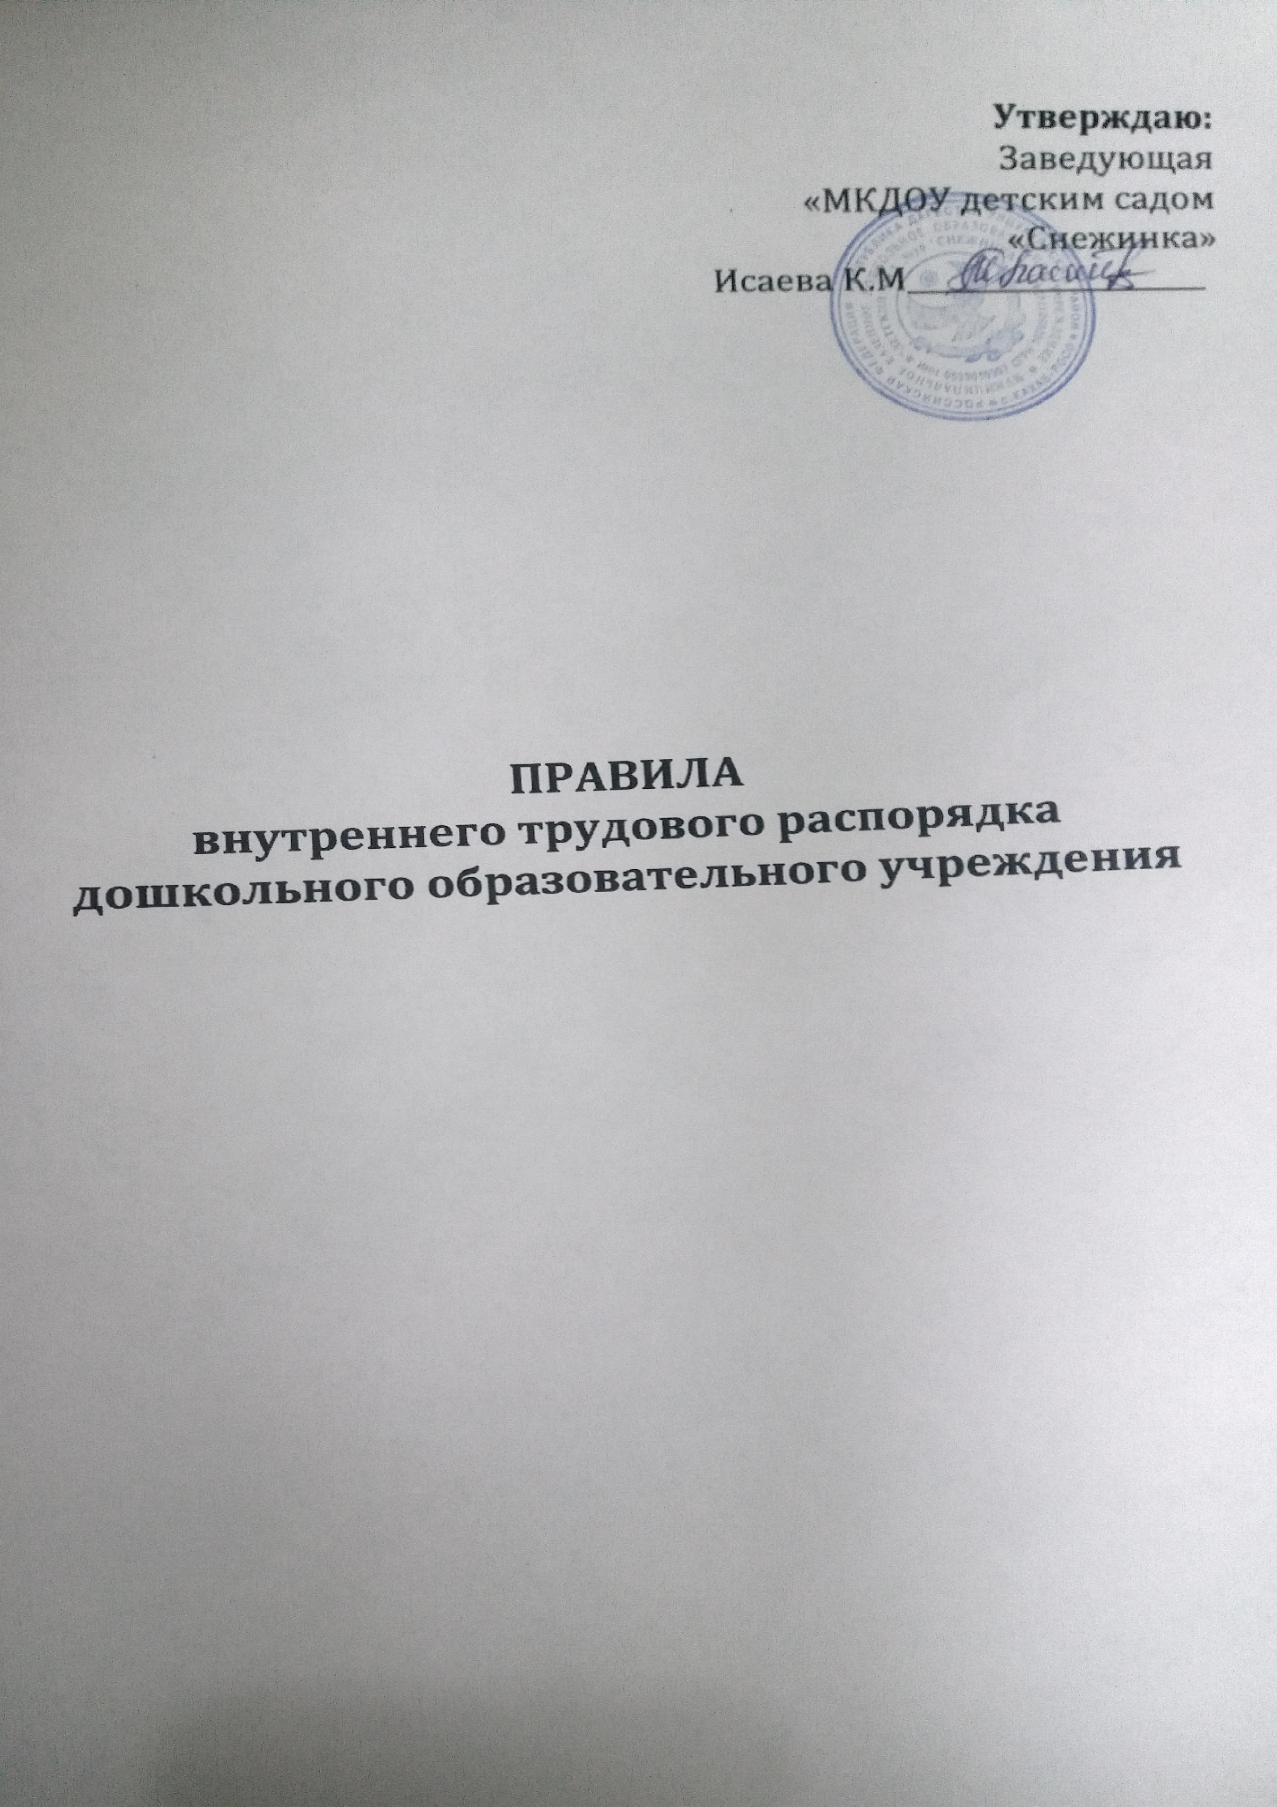 Утверждаю:
Заведующая
«МКДОУ детским садом
«Снежинка»
Исаева К.М
ПРАВИЛА
внутреннего трудового распорядка
дошкольного образовательного учреждения